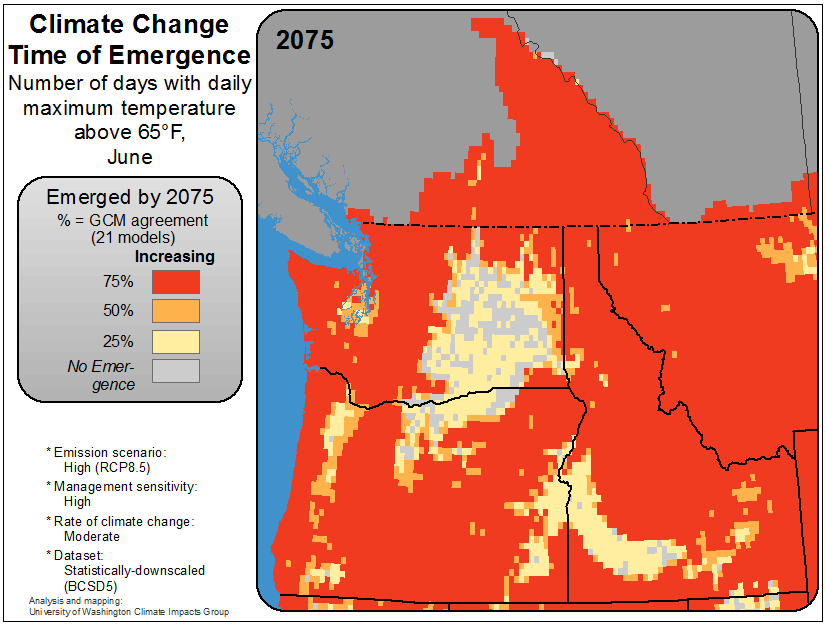 Climate Change
Time of Emergence
Number of days with daily
maximum temperature
above 65°F,
June
2075
Emerged by 2075
% = GCM agreement
(21 models)
Increasing
75%
50%
25%
No Emer-
gence
* Emission scenario:
High (RCP8.5)
* Management sensitivity:
High
* Rate of climate change:
Moderate
* Dataset:
Statistically-downscaled
(BCSD5)
Analysis and mapping:
University of Washington Climate Impacts Group